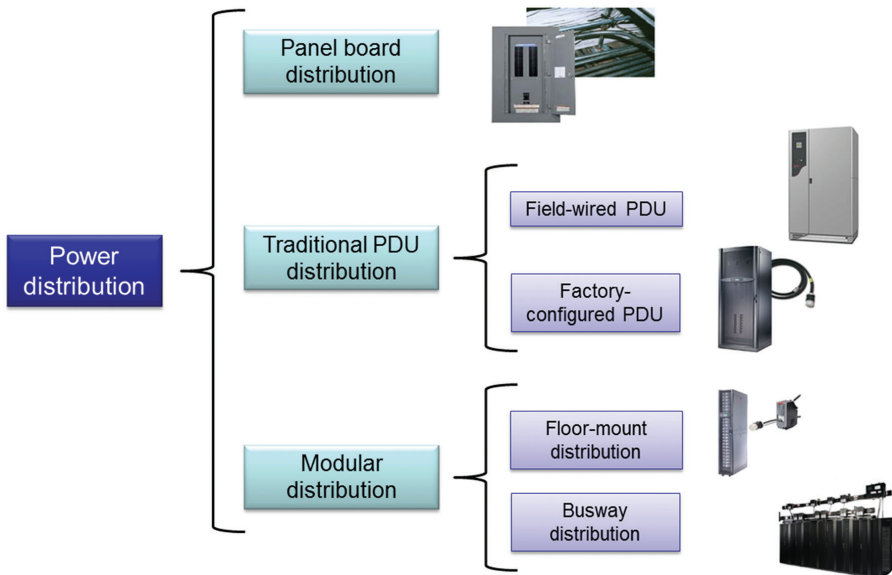 Panel board
distribution
Field-wired PDU
Traditional PDU
distribution
Power
distribution
Factory-
configured PDU
Floor-mount
distribution
Modular
distribution
Busway
distribution